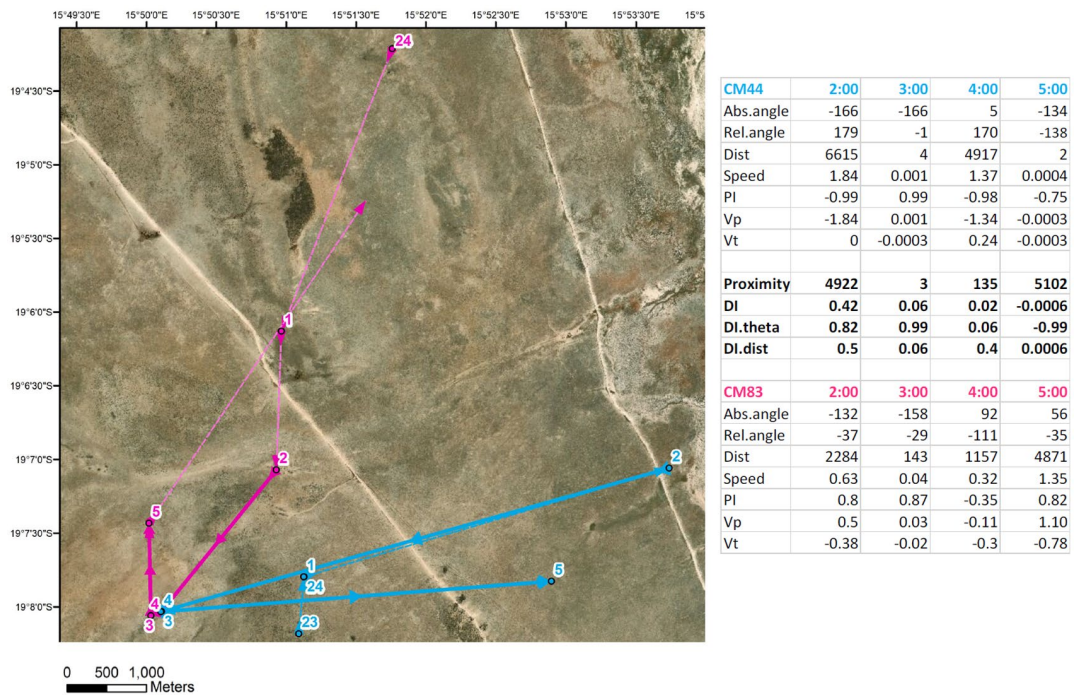 15°49'30"E 15°50'0"E 15°50'30"E 15°51'0"E 15°51'30"E 15°52'0"E 15°52'30"E 15°53'0"E 15°53'30"E 15°5
24
19°4'30"S
19°5'0"S
19°5'30"S
19°6'0"S
1
19°6'30"S
19°7'0"S
2
2
5
19°7'30"S
1
5
24
19°8'0"S
4 4
3 3
23
0 500 1,000
Meters
CM44 2:00 3:00 4:00 5:00
Abs.angle -166 -166 5 -134
Rel.angle 179 -1 170 -138
Dist 6615 4 4917 2
Speed 1.84 0.001 1.37 0.0004
PI -0.99 0.99 -0.98 -0.75
Vp -1.84 0.001 -1.34 -0.0003
Vt 0 -0.0003 0.24 -0.0003
Proximity 4922 3 135 5102
DI 0.42 0.06 0.02 -0.0006
DI.theta 0.82 0.99 0.06 -0.99
DI.dist 0.5 0.06 0.4 0.0006
CM83 2:00 3:00 4:00 5:00
Abs.angle -132 -158 92 56
Rel.angle -37 -29 -111 -35
Dist 2284 143 1157 4871
Speed 0.63 0.04 0.32 1.35
PI 0.8 0.87 -0.35 0.82
Vp 0.5 0.03 -0.11 1.10
Vt -0.38 -0.02 -0.3 -0.78